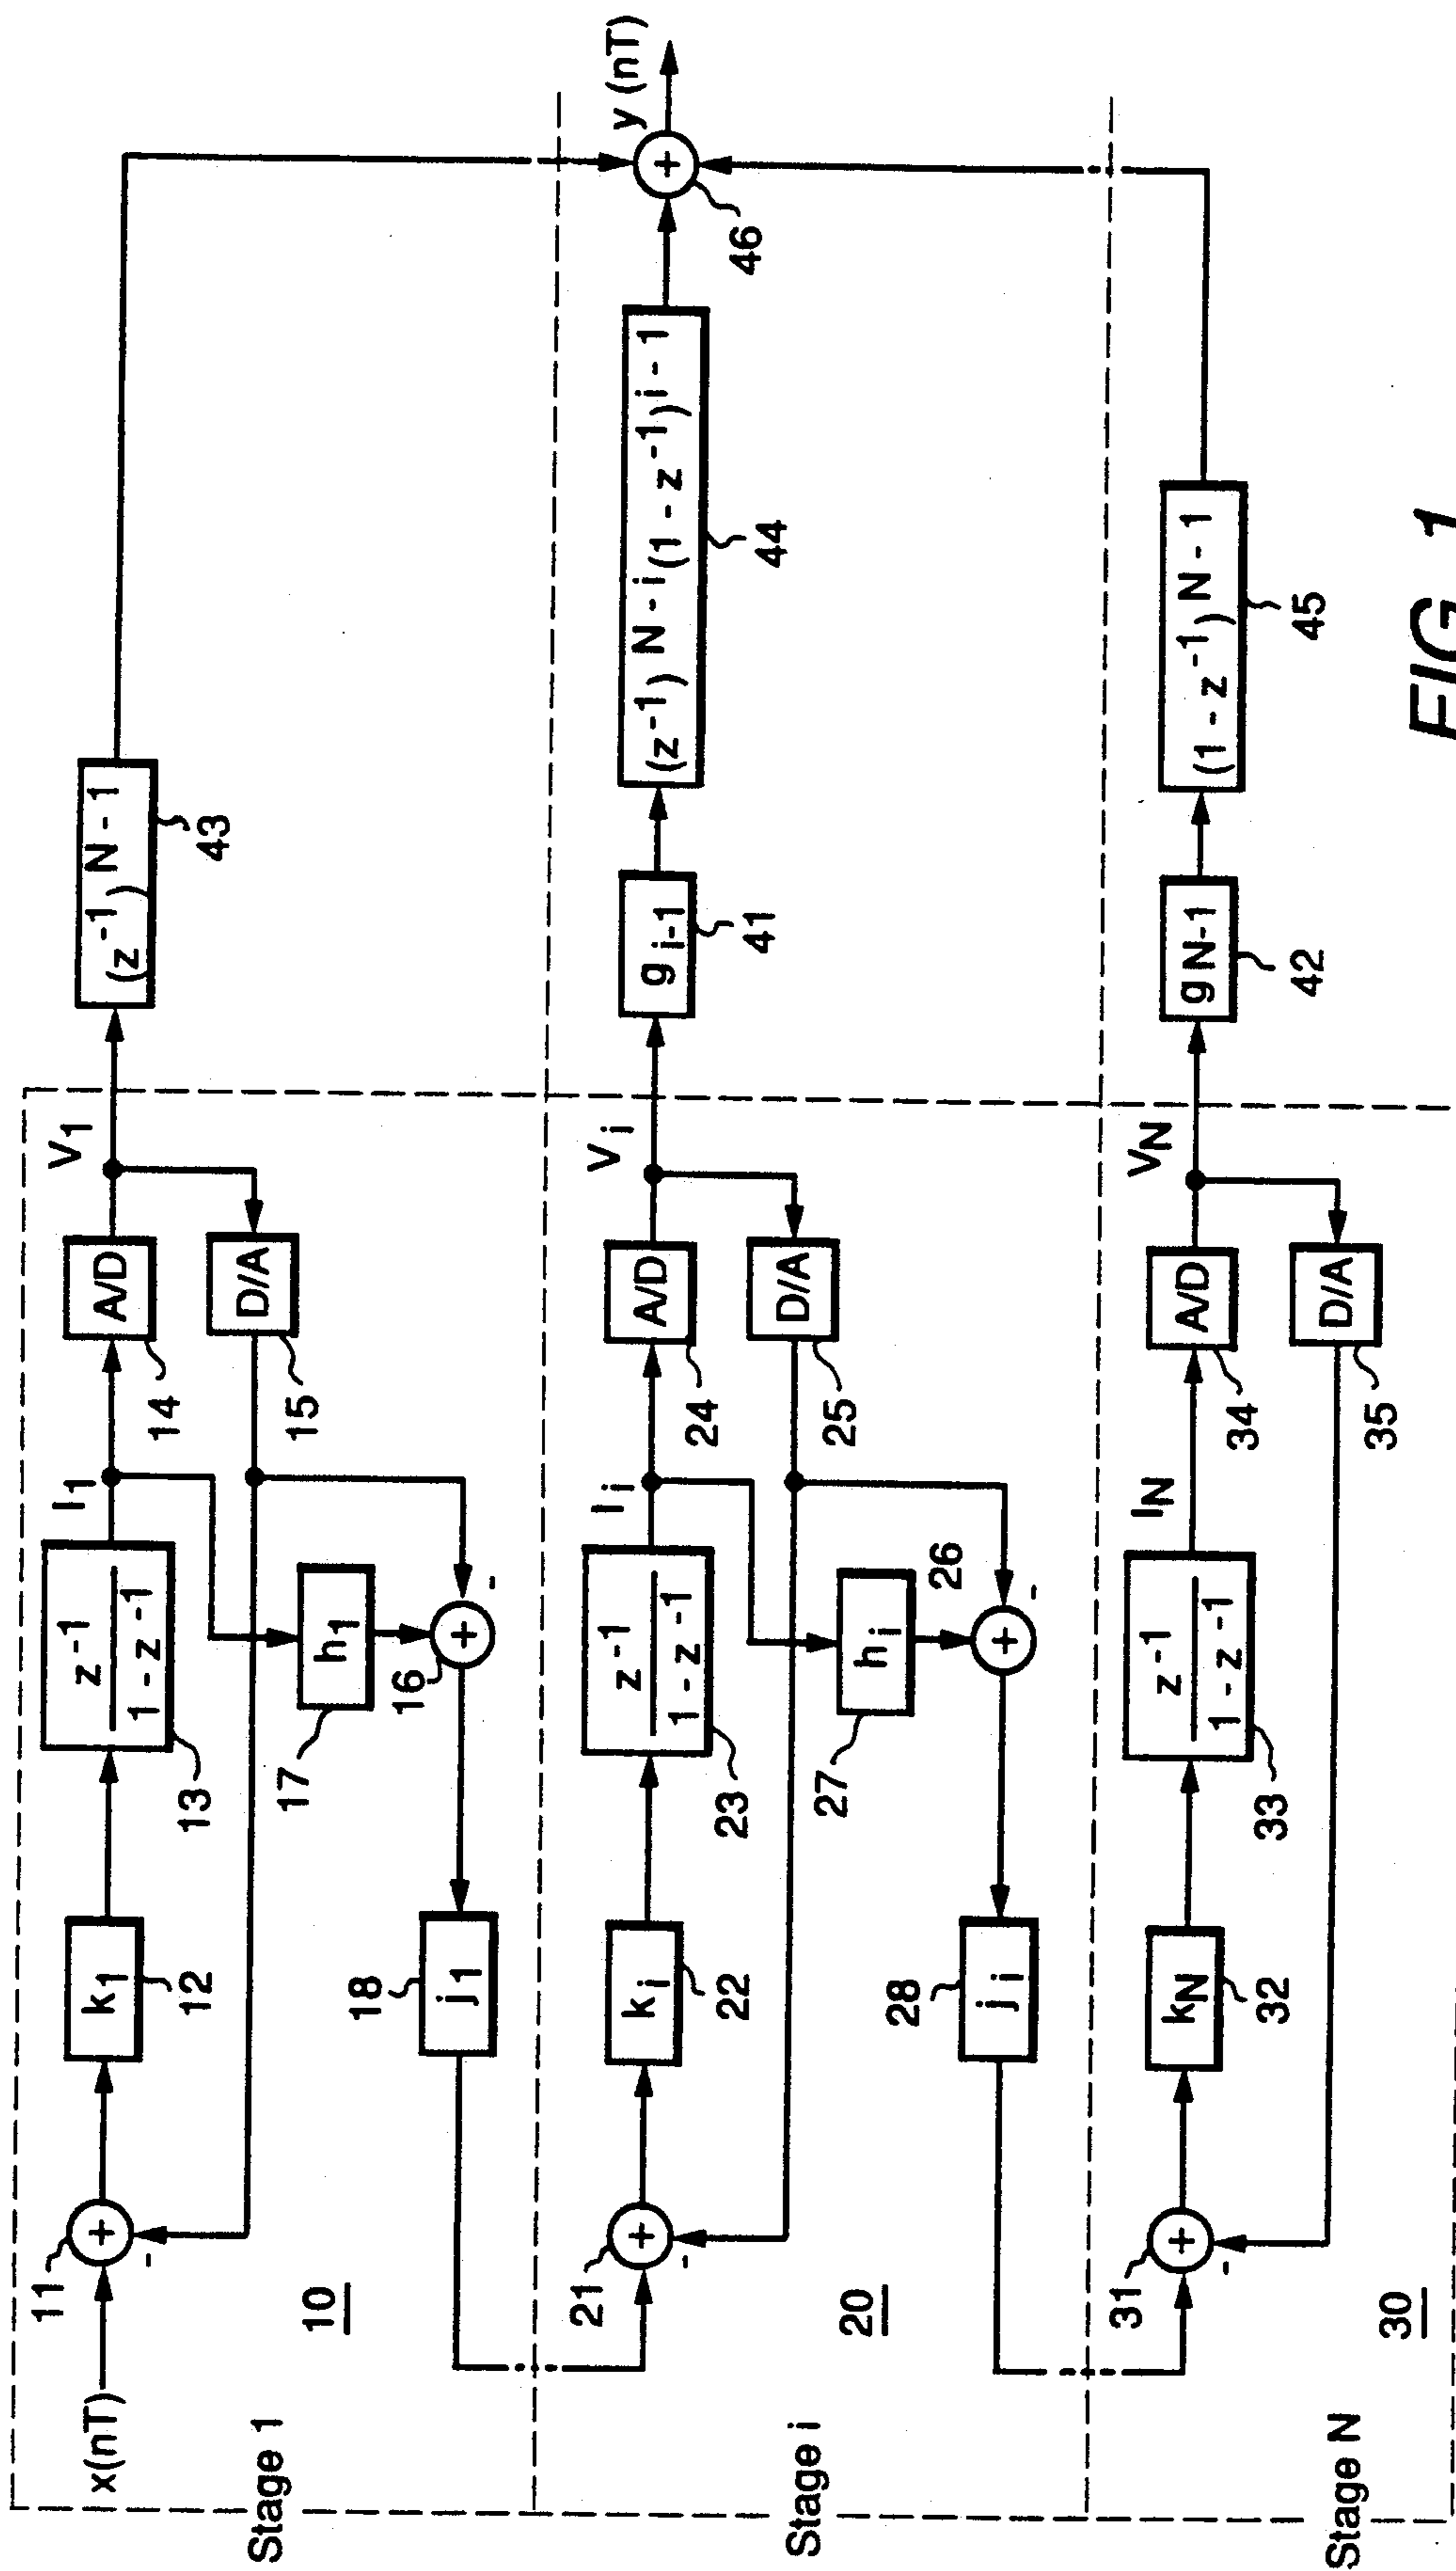 x(nT)
11
+
-
k1
12
z -1
1 - z -1
13
I1
A/D
14
V1
D/A
15
h1
17
+
16
-
j1
18
10
Stage 1
(z -1) N - 1
43
21
+
-
ki
22
z -1
1 - z -1
23
Ii
A/D
24
Vi
D/A
25
hi
27
+
26
-
ji
28
20
Stage i
g i-1
41
(z -1) N - i (1 - z -1) i - 1
44
+
46
y (nT)
31
+
-
kN
32
z -1
1 - z -1
33
IN
A/D
34
VN
D/A
35
30
Stage N
gN-1
42
(1 - z -1) N - 1
45
FIG 1